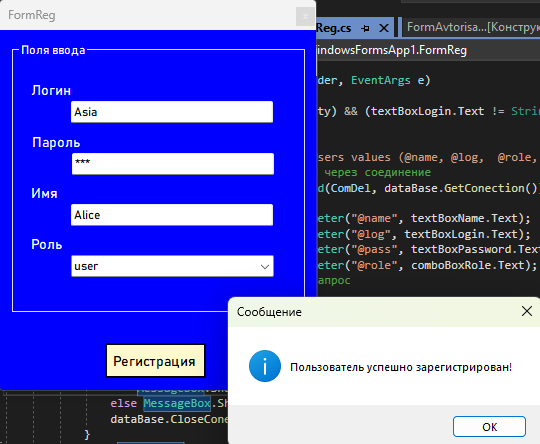 FormReg
Reg.cs
FormAvtorisa...[Конструк
indowsFormsApp1.FormReg
Поля ввода
der, EventArgs e)
Логин
Asia
ty) && (textBoxLogin.Text != Strin
Пароль
***
sers values (@name, @log, @role,
через соединение
d(ComDel, dataBase.GetConection()
Имя
Alice
eter("@name", textBoxName.Text);
eter("@log", textBoxLogin.Text);
Роль
eter("@pass", textBoxPassword.Text
user
eter("@role", comboBoxRole.Text);
апрос
Сообщение
Пользователь успешно зарегистрирован!
Регистрация
OK
else MessageBox.Sh
dataBase.CloseCone
}